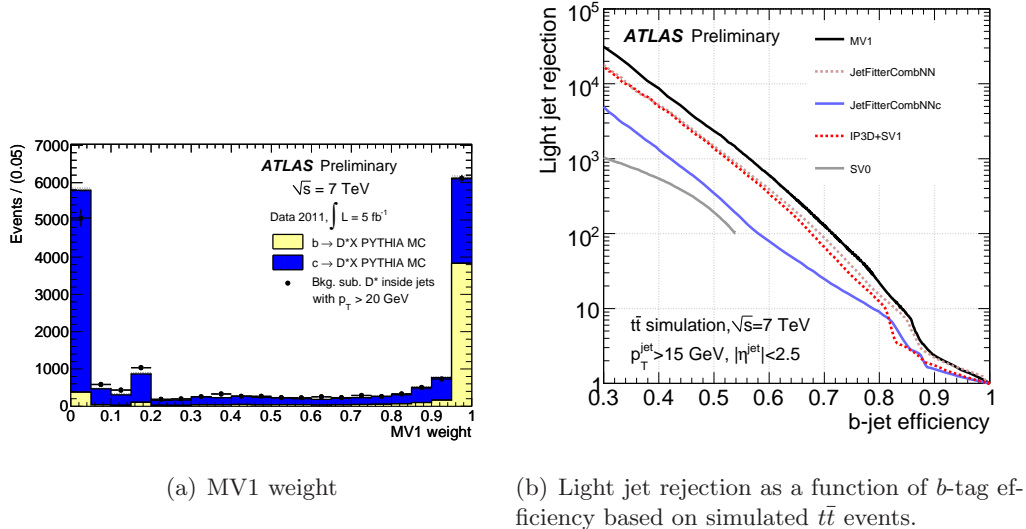 7000
6000
5000
4000
3000
2000
1000
0
Events / (0.05)
ATLAS Preliminary
√s = 7 TeV
Data 2011, ∫ L = 5 fb⁻¹
b → D*X PYTHIA MC
c → D*X PYTHIA MC
Bkg. sub. D* inside jets
with p_T > 20 GeV
0 0.1 0.2 0.3 0.4 0.5 0.6 0.7 0.8 0.9 1
MV1 weight
(a) MV1 weight
10⁵
10⁴
10³
10²
10
1
Light jet rejection
ATLAS Preliminary
MV1
JetFitterCombNN
JetFitterCombNNc
IP3D+SV1
SV0
tt̄ simulation,√s=7 TeV
p_T^jet>15 GeV, |η^jet|<2.5
0.3 0.4 0.5 0.6 0.7 0.8 0.9 1
b-jet efficiency
(b) Light jet rejection as a function of b-tag ef-
ficiency based on simulated tt̄ events.